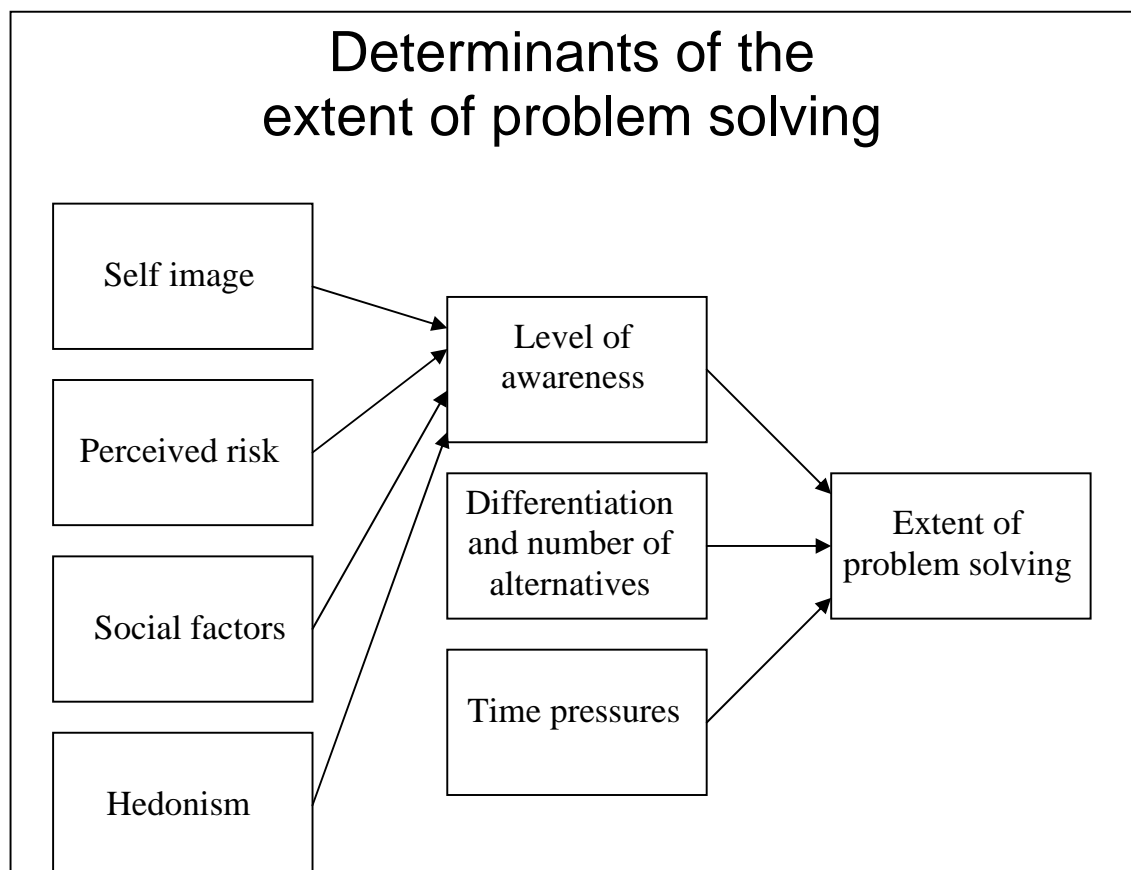 Determinants of the
extent of problem solving
Self image
Perceived risk
Social factors
Hedonism
Level of
awareness
Differentiation
and number of
alternatives
Time pressures
Extent of
problem solving